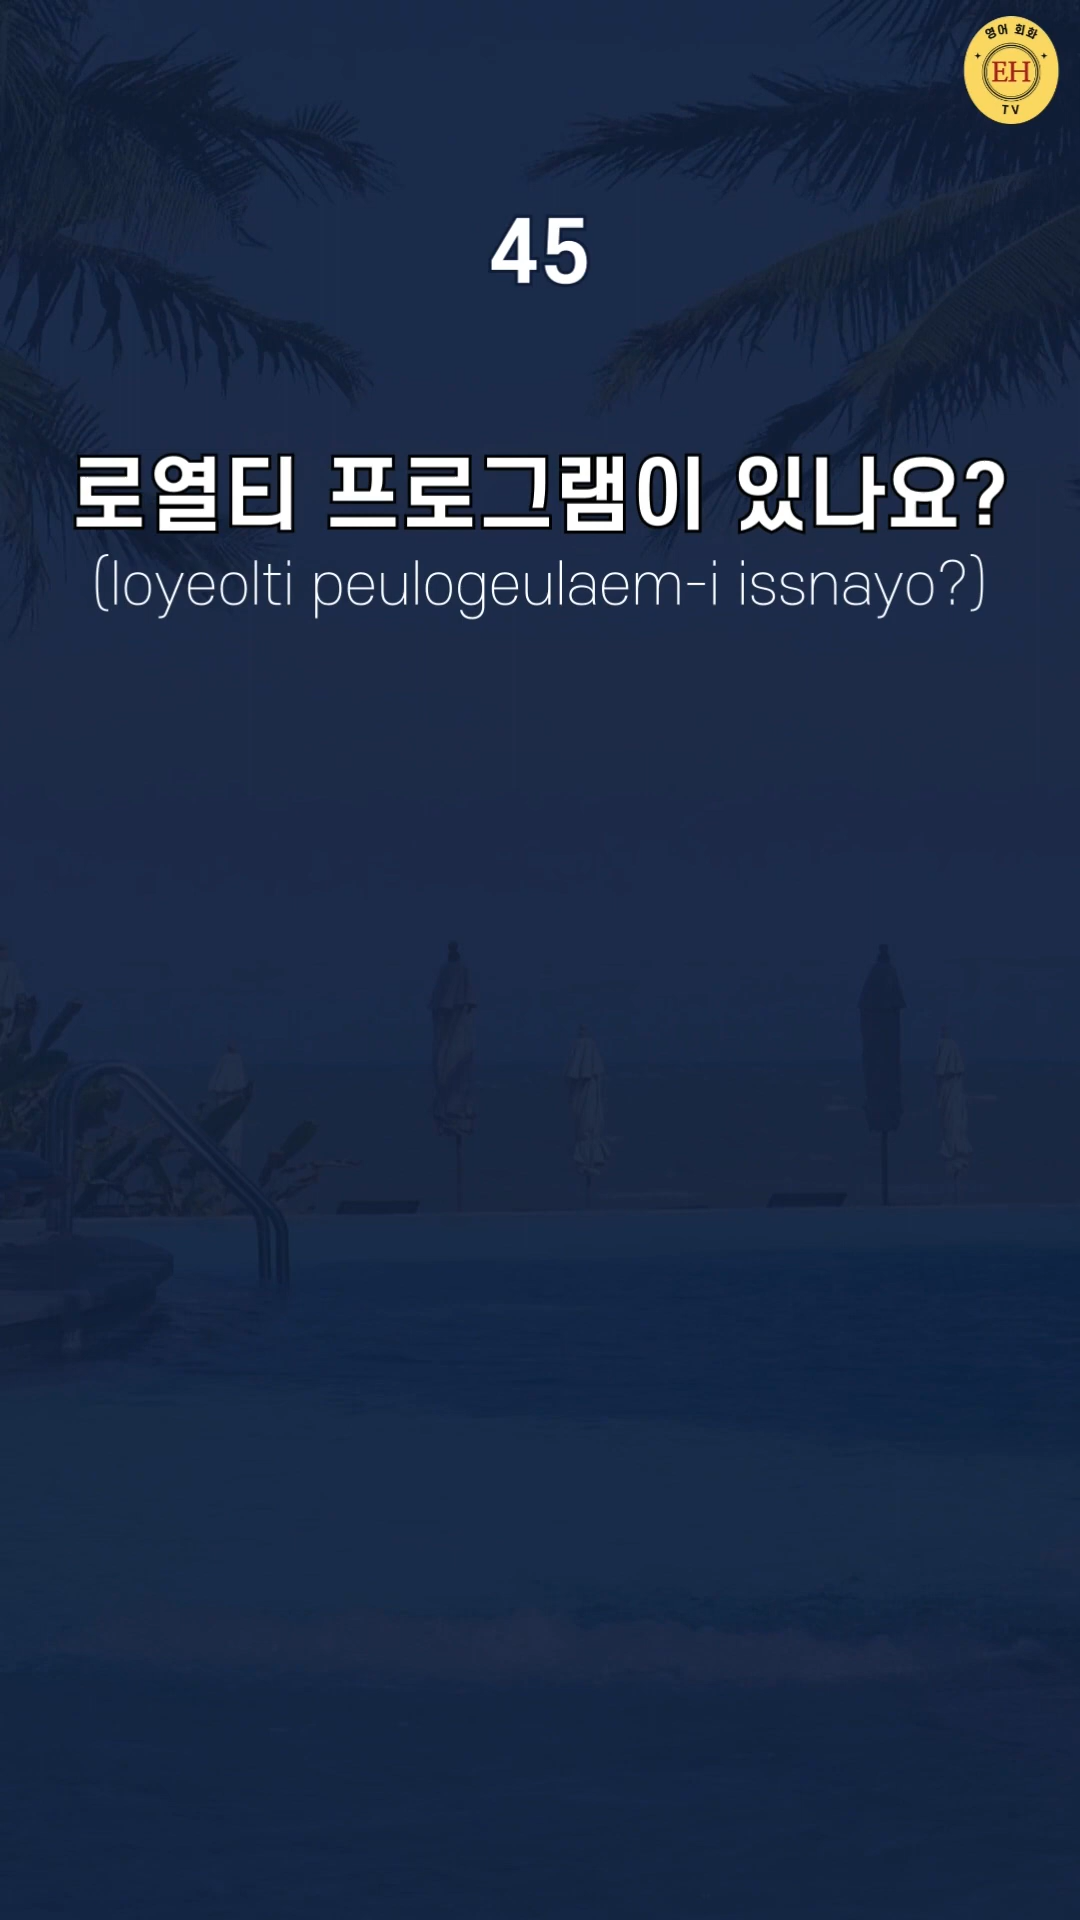 영어 회화
EH
TV
45
로열티 프로그램이 있나요?
(loyeolti peulogeulaem-i issnayo?)